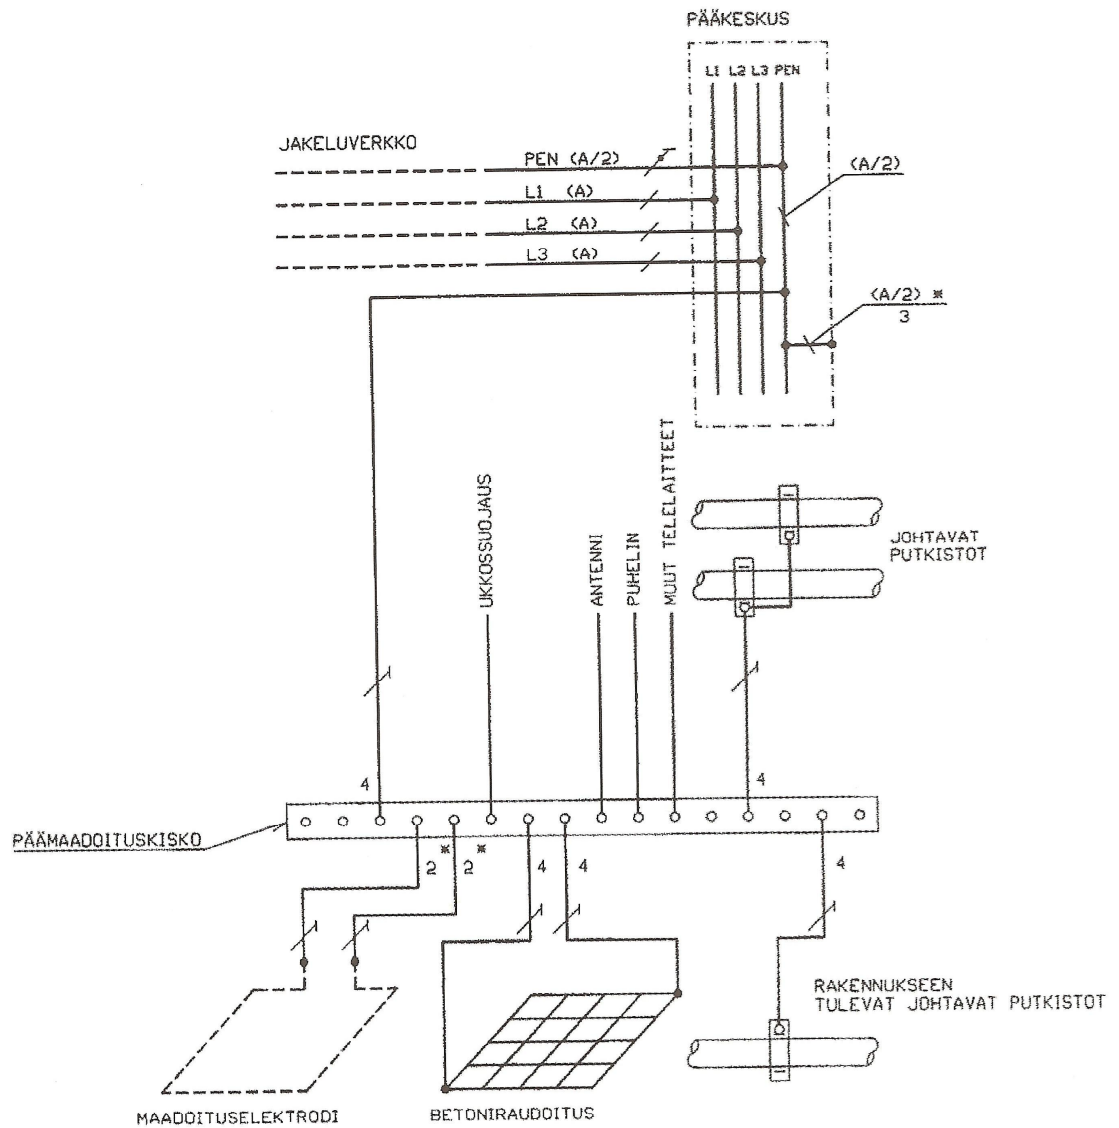 PÄÄKESKUS
L1 L2 L3 PEN
JAKELUVERKKO
PEN (A/2)
(A/2)
L1 (A)
L2 (A)
L3 (A)
(A/2) *
3
UKKOSSUOJAUS
ANTENNI
PUHELIN
MUUT TELELAITTEET
JOHTAVAT
PUTKISTOT
4
4
PÄÄMAADOITUSKISKO
2 * 2 *
4
4
4
RAKENNUKSEEN
TULEVAT JOHTAVAT PUTKISTOT
MAADOITUSELEKTRODI
BETONIRAUDOITUS